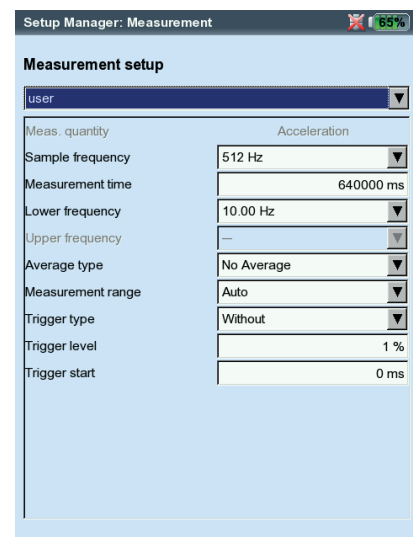 Setup Manager: Measurement 65%
Measurement setup
user
Meas. quantity Acceleration
Sample frequency 512 Hz
Measurement time 640000 ms
Lower frequency 10.00 Hz
Upper frequency —
Average type No Average
Measurement range Auto
Trigger type Without
Trigger level 1 %
Trigger start 0 ms